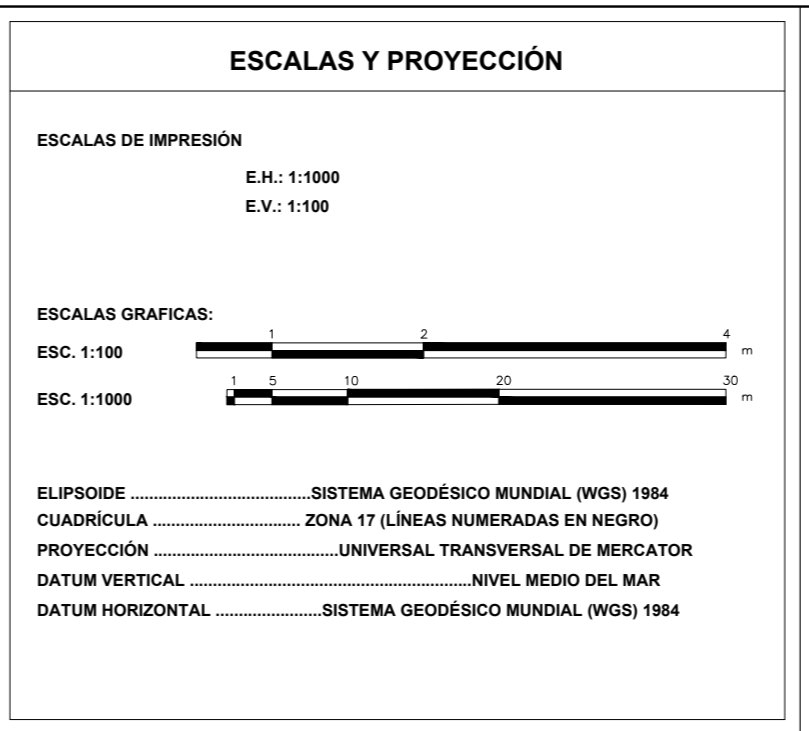 ESCALAS Y PROYECCIÓN
ESCALAS DE IMPRESIÓN
E.H.: 1:1000
E.V.: 1:100
ESCALAS GRAFICAS:
1 2 4
ESC. 1:100 m
1 5 10 20 30
ESC. 1:1000 m
ELIPSOIDE .......................................SISTEMA GEODÉSICO MUNDIAL (WGS) 1984
CUADRÍCULA ................................ ZONA 17 (LÍNEAS NUMERADAS EN NEGRO)
PROYECCIÓN ........................................UNIVERSAL TRANSVERSAL DE MERCATOR
DATUM VERTICAL .............................................................NIVEL MEDIO DEL MAR
DATUM HORIZONTAL .......................SISTEMA GEODÉSICO MUNDIAL (WGS) 1984